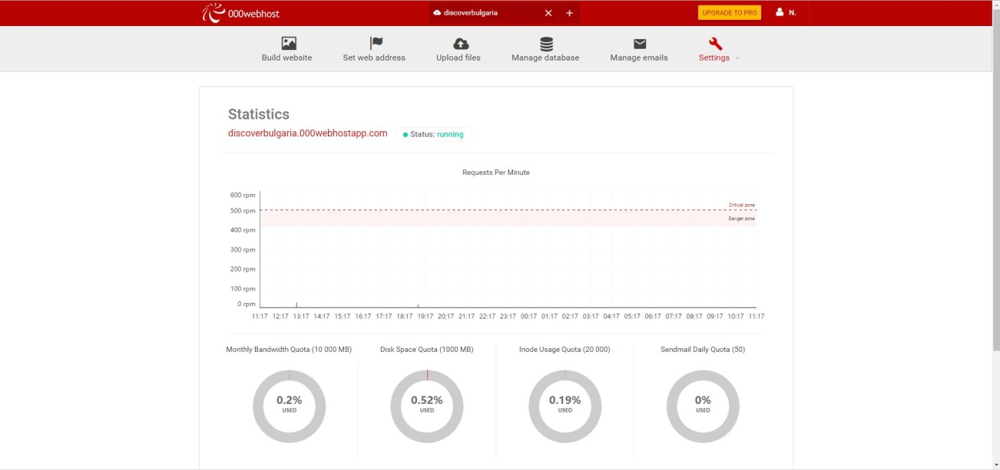 000webhost discoverbulgaria UPGRADE TO PRO N.
Build website Set web address Upload files Manage database Manage emails Settings
Statistics
discoverbulgaria.000webhostapp.com Status: running
Requests Per Minute
600 rpm
Critical zone
500 rpm
Danger zone
400 rpm
300 rpm
200 rpm
100 rpm
0 rpm
11:17 12:17 13:17 14:17 15:17 16:17 17:17 18:17 19:17 20:17 21:17 22:17 23:17 00:17 01:17 02:17 03:17 04:17 05:17 06:17 07:17 08:17 09:17 10:17 11:17
Monthly Bandwidth Quota (10 000 MB) Disk Space Quota (1000 MB) Inode Usage Quota (20 000) Sendmail Daily Quota (50)
0.2% 0.52% 0.19% 0%
USED USED USED USED